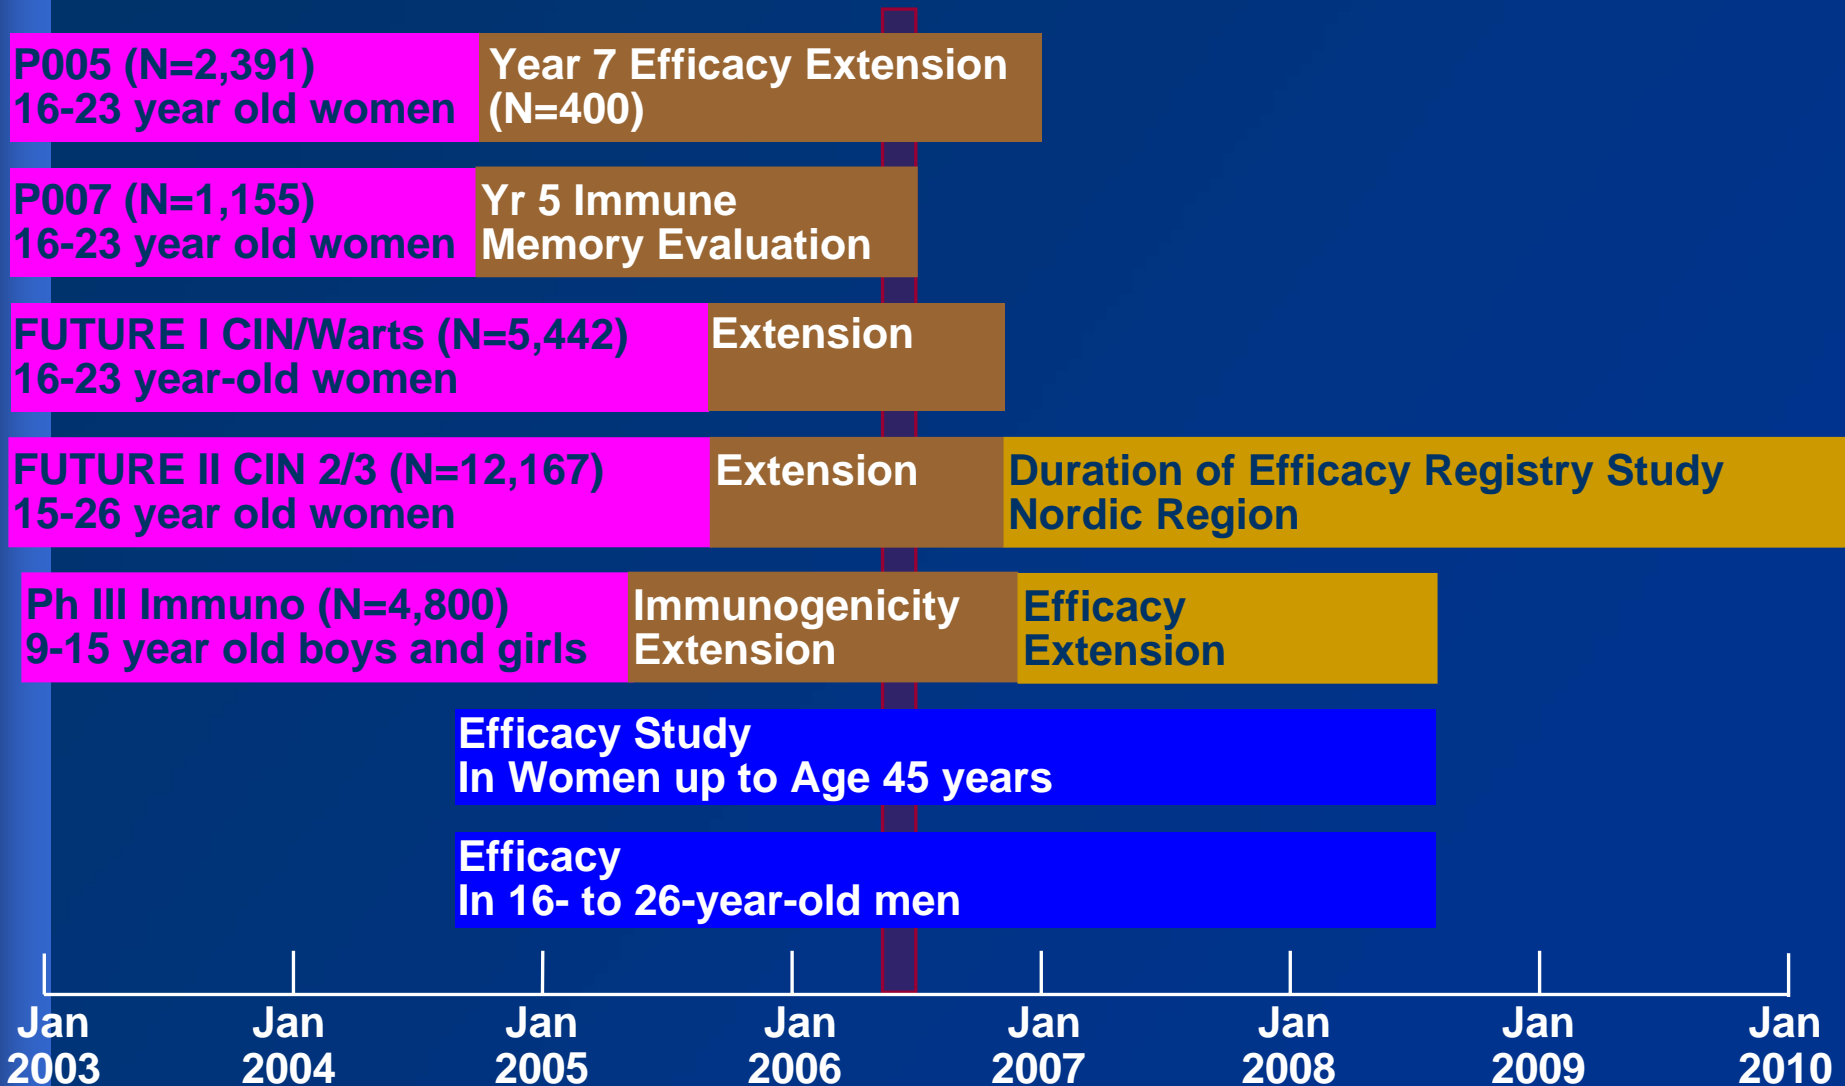 P005 (N=2,391)
16-23 year old women
Year 7 Efficacy Extension
(N=400)
P007 (N=1,155)
16-23 year old women
Yr 5 Immune
Memory Evaluation
FUTURE I CIN/Warts (N=5,442)
16-23 year-old women
Extension
FUTURE II CIN 2/3 (N=12,167)
15-26 year old women
Extension
Duration of Efficacy Registry Study
Nordic Region
Ph III Immuno (N=4,800)
9-15 year old boys and girls
Immunogenicity
Extension
Efficacy
Extension
Efficacy Study
In Women up to Age 45 years
Efficacy
In 16- to 26-year-old men
Jan
2003
Jan
2004
Jan
2005
Jan
2006
Jan
2007
Jan
2008
Jan
2009
Jan
2010